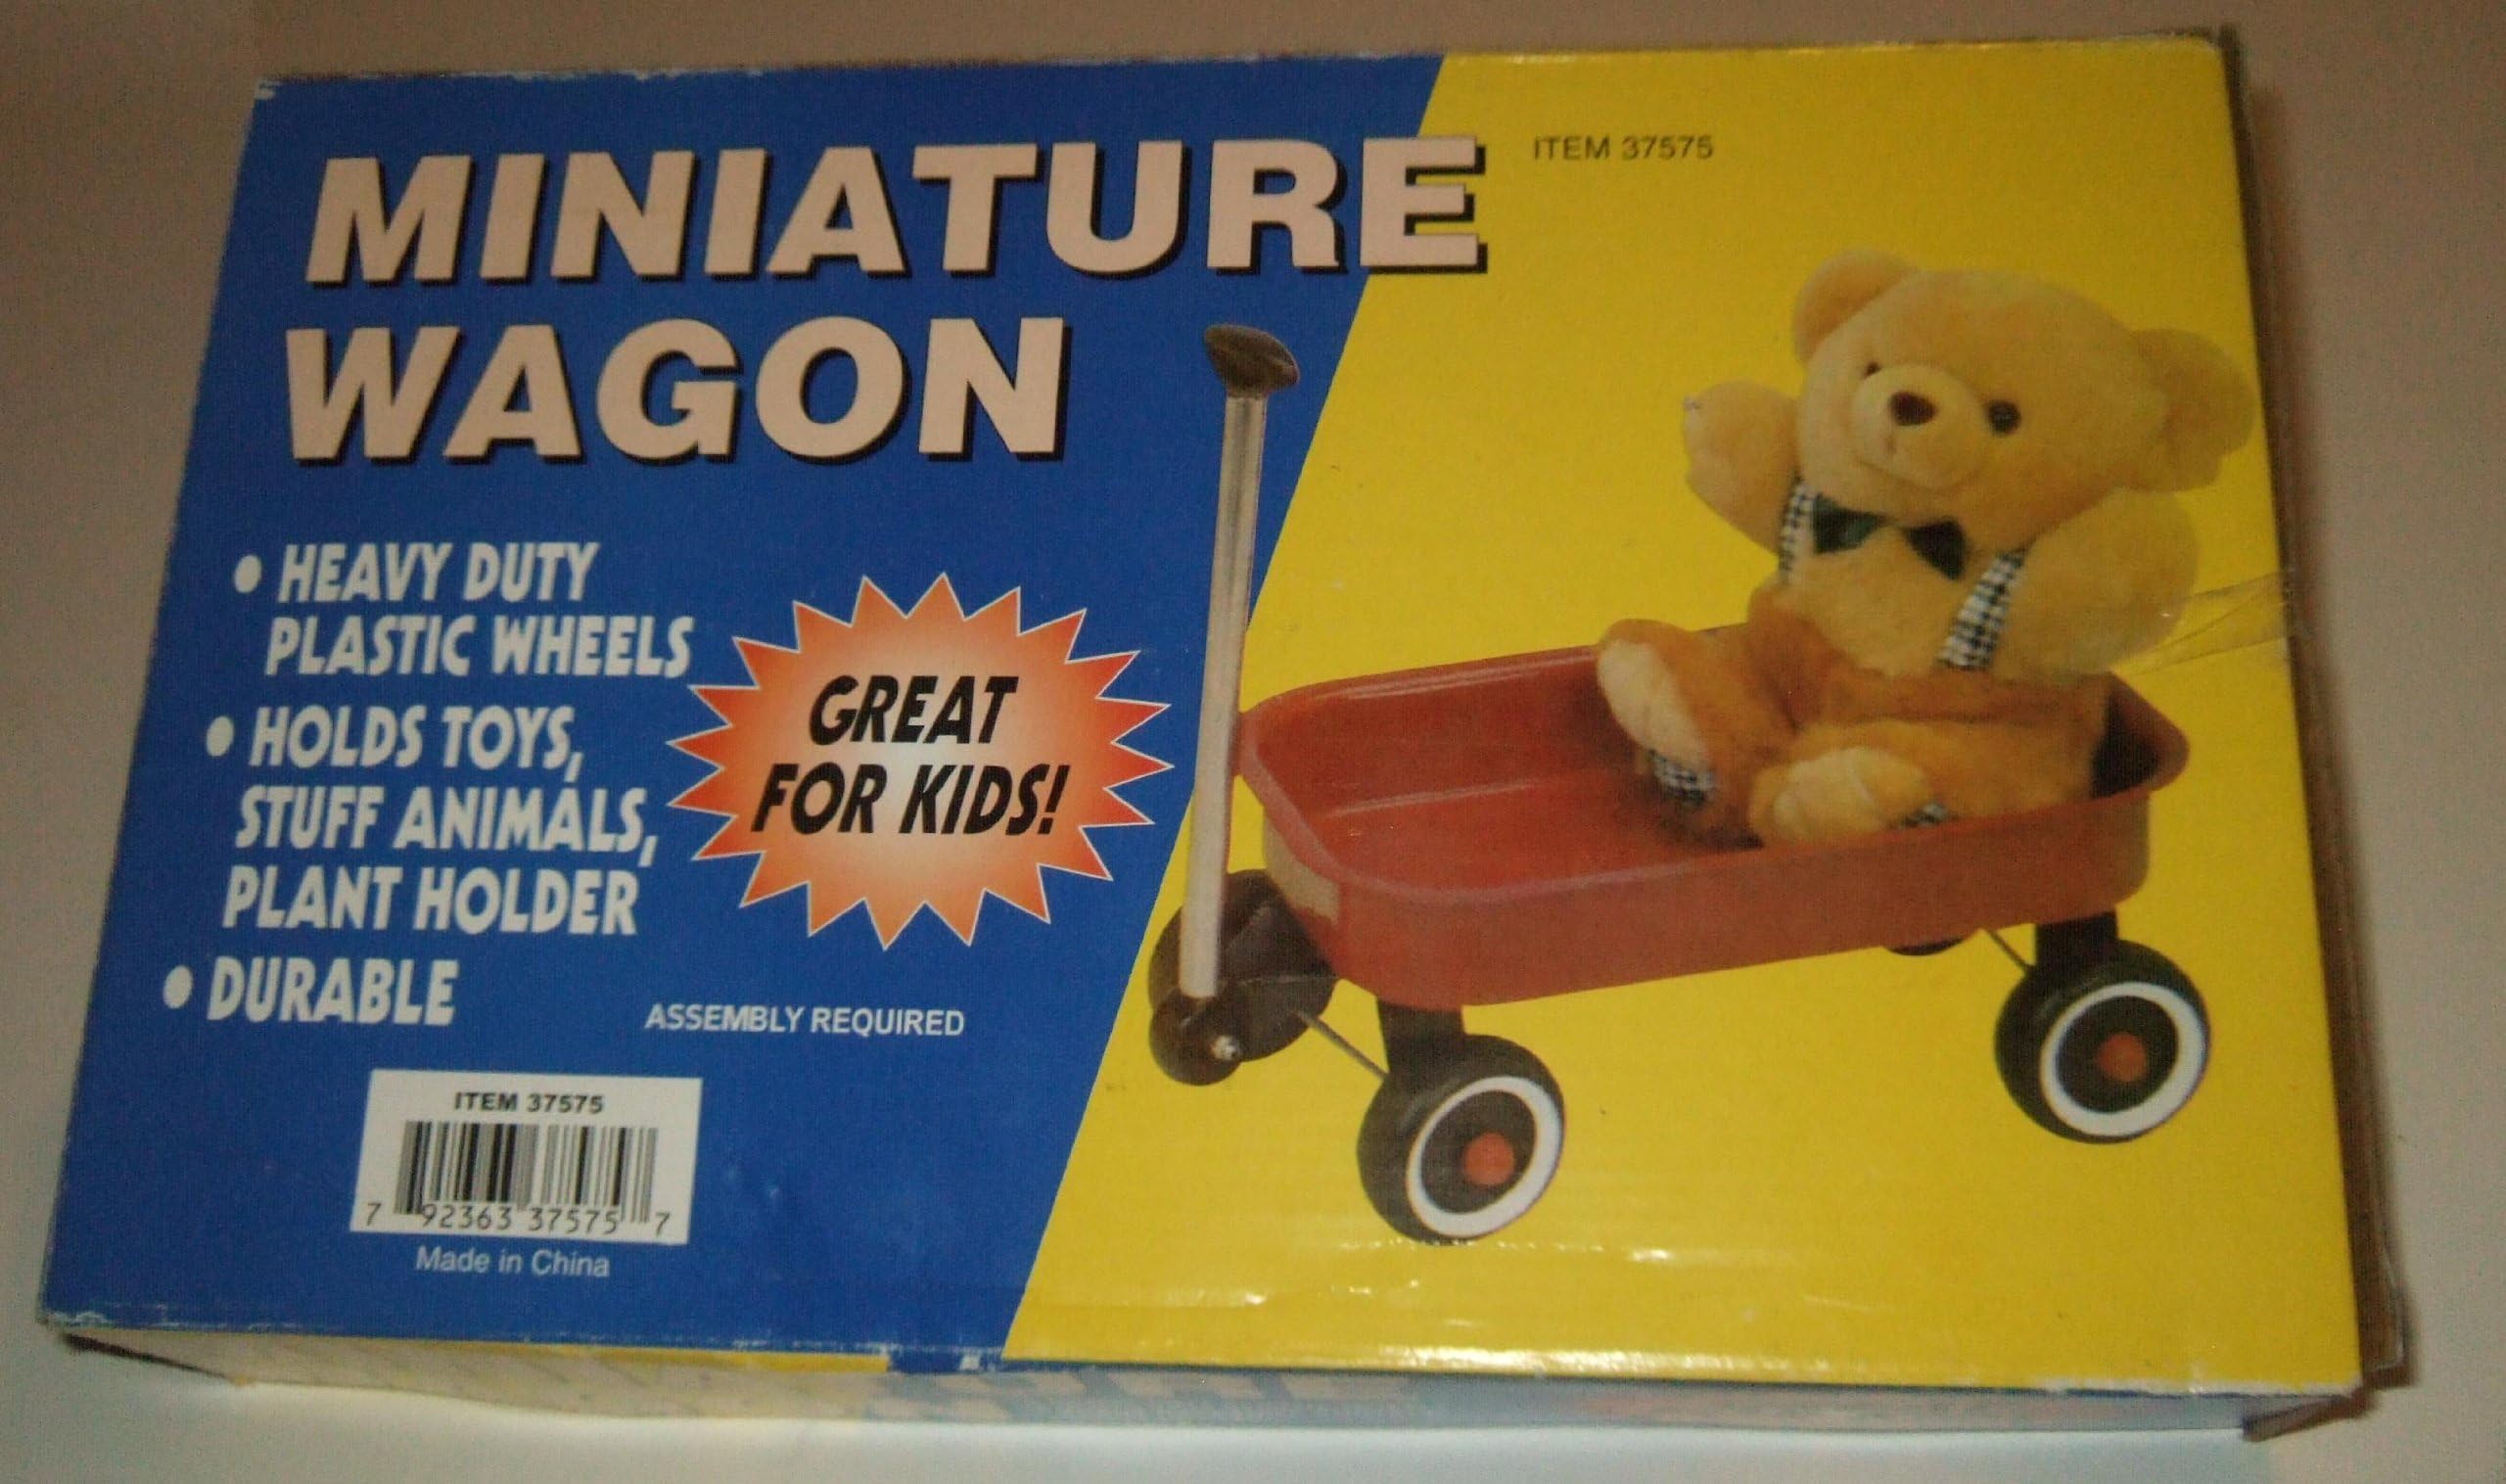 MINIATURE
WAGON
ITEM 37575
• HEAVY DUTY
PLASTIC WHEELS
• HOLDS TOYS,
STUFF ANIMALS,
PLANT HOLDER
• DURABLE
GREAT
FOR KIDS!
ASSEMBLY REQUIRED
ITEM 37575
7 92363 37575 7
Made in China